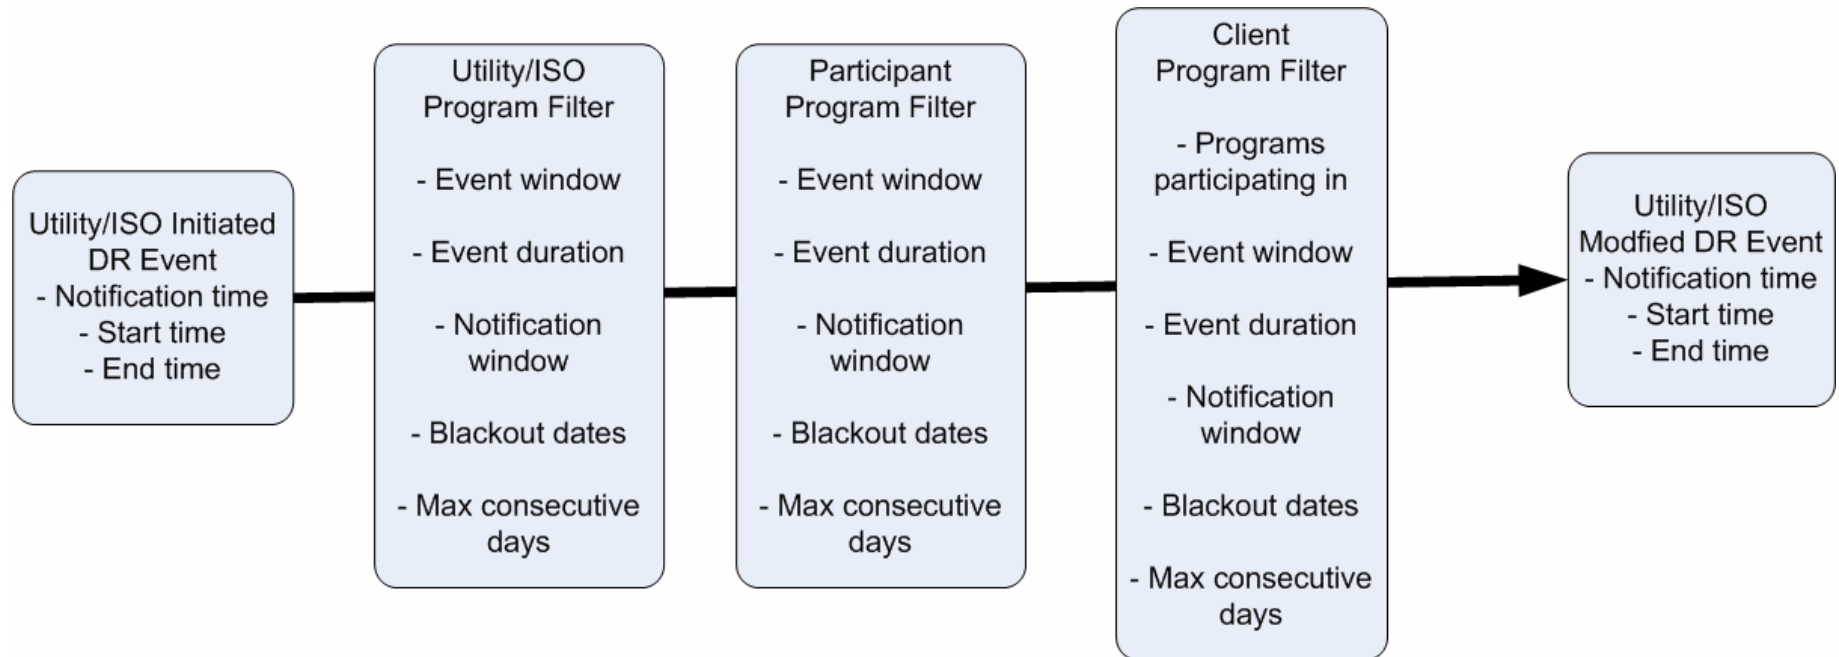 Utility/ISO Initiated
DR Event
- Notification time
- Start time
- End time
Utility/ISO
Program Filter
- Event window
- Event duration
- Notification
window
- Blackout dates
- Max consecutive
days
Participant
Program Filter
- Event window
- Event duration
- Notification
window
- Blackout dates
- Max consecutive
days
Client
Program Filter
- Programs
participating in
- Event window
- Event duration
- Notification
window
- Blackout dates
- Max consecutive
days
Utility/ISO
Modfied DR Event
- Notification time
- Start time
- End time